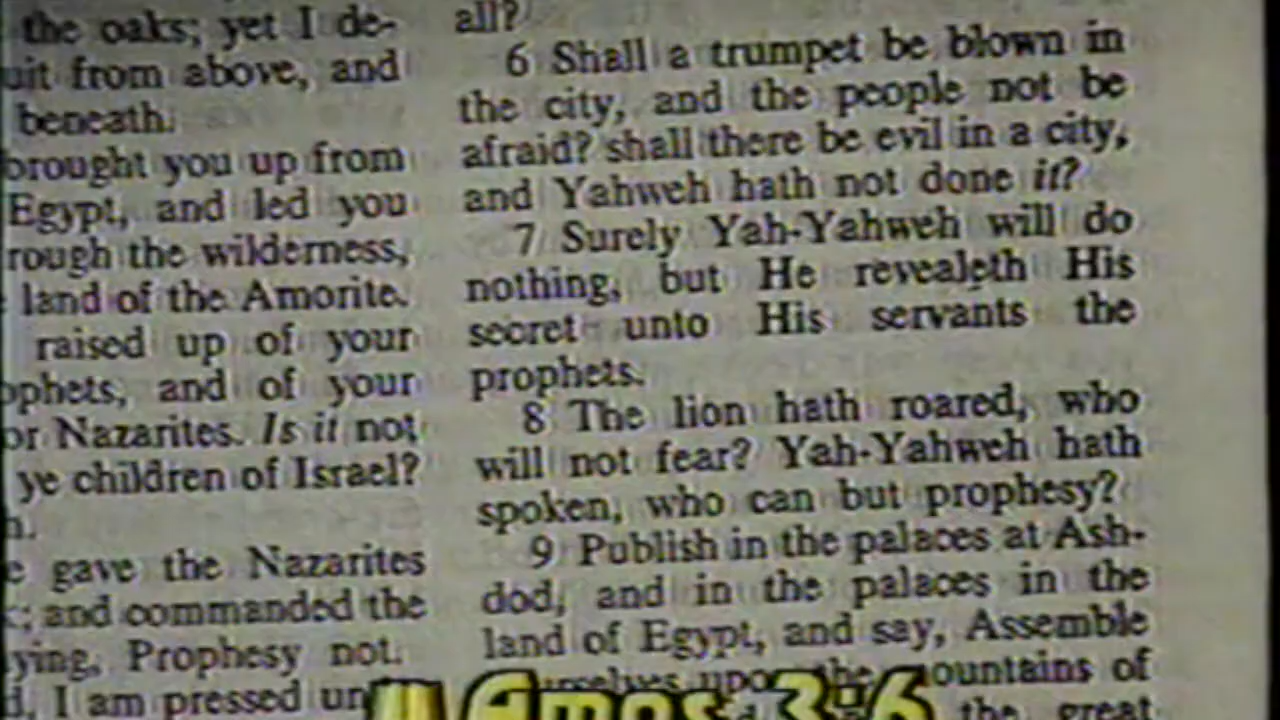 the oaks; yet I de-
uit from above, and
beneath.
brought you up from
Egypt, and led you
rough the wilderness,
land of the Amorite.
raised up of your
ophets, and of your
or Nazarites. Is it not
ye children of Israel?
gave the Nazarites
; and commanded the
ying, Prophesy not.
I am pressed un
all?
6 Shall a trumpet be blown in
the city, and the people not be
afraid? shall there be evil in a city,
and Yahweh hath not done it?
7 Surely Yah-Yahweh will do
nothing, but He revealeth His
secret unto His servants the
prophets.
8 The lion hath roared, who
will not fear? Yah-Yahweh hath
spoken, who can but prophesy?
9 Publish in the palaces at Ash-
dod, and in the palaces in the
land of Egypt, and say, Assemble
urselves upon the mountains of
the great
Amos 3:6